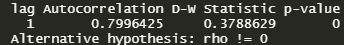 lag Autocorrelation D-W Statistic p-value
1 0.7996425 0.3788629 0
Alternative hypothesis: rho != 0